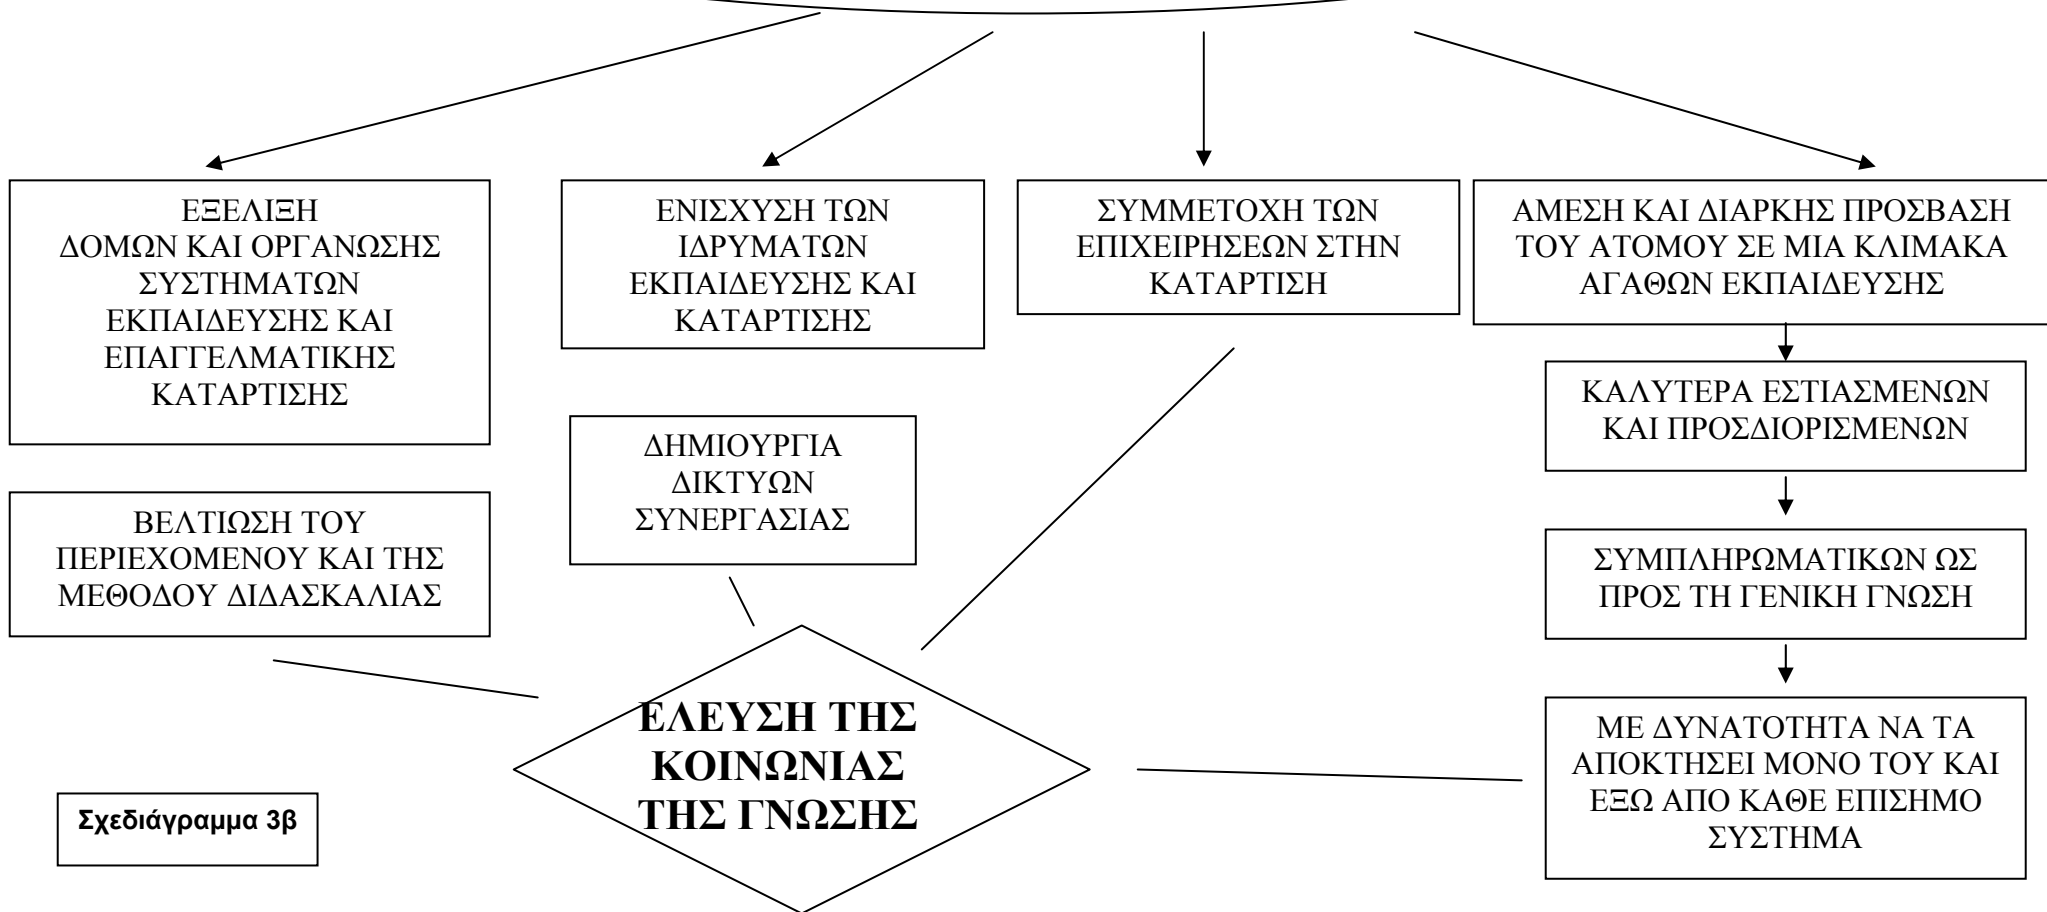 ΕΞΕΛΙΞΗ
ΔΟΜΩΝ ΚΑΙ ΟΡΓΑΝΩΣΗΣ
ΣΥΣΤΗΜΑΤΩΝ
ΕΚΠΑΙΔΕΥΣΗΣ ΚΑΙ
ΕΠΑΓΓΕΛΜΑΤΙΚΗΣ
ΚΑΤΑΡΤΙΣΗΣ
ΕΝΙΣΧΥΣΗ ΤΩΝ
ΙΔΡΥΜΑΤΩΝ
ΕΚΠΑΙΔΕΥΣΗΣ ΚΑΙ
ΚΑΤΑΡΤΙΣΗΣ
ΣΥΜΜΕΤΟΧΗ ΤΩΝ
ΕΠΙΧΕΙΡΗΣΕΩΝ ΣΤΗΝ
ΚΑΤΑΡΤΙΣΗ
ΑΜΕΣΗ ΚΑΙ ΔΙΑΡΚΗΣ ΠΡΟΣΒΑΣΗ
ΤΟΥ ΑΤΟΜΟΥ ΣΕ ΜΙΑ ΚΛΙΜΑΚΑ
ΑΓΑΘΩΝ ΕΚΠΑΙΔΕΥΣΗΣ
ΚΑΛΥΤΕΡΑ ΕΣΤΙΑΣΜΕΝΩΝ
ΚΑΙ ΠΡΟΣΔΙΟΡΙΣΜΕΝΩΝ
ΔΗΜΙΟΥΡΓΙΑ
ΔΙΚΤΥΩΝ
ΣΥΝΕΡΓΑΣΙΑΣ
ΒΕΛΤΙΩΣΗ ΤΟΥ
ΠΕΡΙΕΧΟΜΕΝΟΥ ΚΑΙ ΤΗΣ
ΜΕΘΟΔΟΥ ΔΙΔΑΣΚΑΛΙΑΣ
ΣΥΜΠΛΗΡΩΜΑΤΙΚΩΝ ΩΣ
ΠΡΟΣ ΤΗ ΓΕΝΙΚΗ ΓΝΩΣΗ
ΕΛΕΥΣΗ ΤΗΣ
ΚΟΙΝΩΝΙΑΣ
ΤΗΣ ΓΝΩΣΗΣ
ΜΕ ΔΥΝΑΤΟΤΗΤΑ ΝΑ ΤΑ
ΑΠΟΚΤΗΣΕΙ ΜΟΝΟ ΤΟΥ ΚΑΙ
ΕΞΩ ΑΠΟ ΚΑΘΕ ΕΠΙΣΗΜΟ
ΣΥΣΤΗΜΑ
Σχεδιάγραμμα 3β